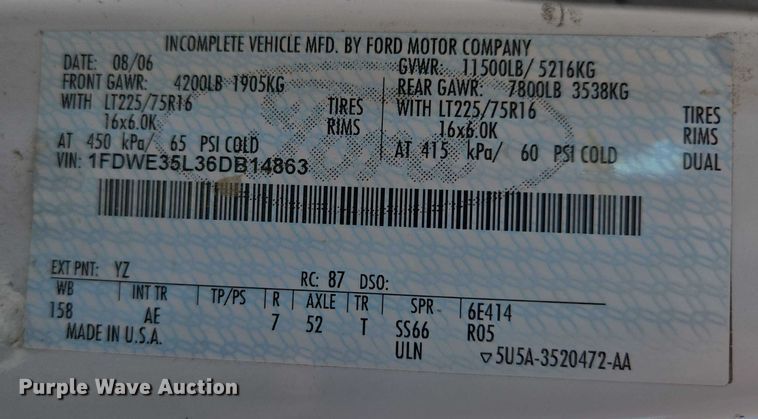 INCOMPLETE VEHICLE MFD. BY FORD MOTOR COMPANY
DATE: 08/06 GVWR: 11500LB/ 5216KG
FRONT GAWR: 4200LB 1905KG REAR GAWR: 7800LB 3538KG
WITH LT225/75R16 TIRES WITH LT225/75R16 TIRES
16x6.0K RIMS 16x6.0K RIMS
AT 450 kPa/ 65 PSI COLD AT 415 kPa/ 60 PSI COLD DUAL
VIN: 1FDWE35L36DB14863
EXT PNT: YZ RC: 87 DSO:
WB INT TR TP/PS R AXLE TR SPR 6E414
158 AE 7 52 T SS66 R05
MADE IN U.S.A. ULN ▽5U5A-3520472-AA
Purple Wave Auction